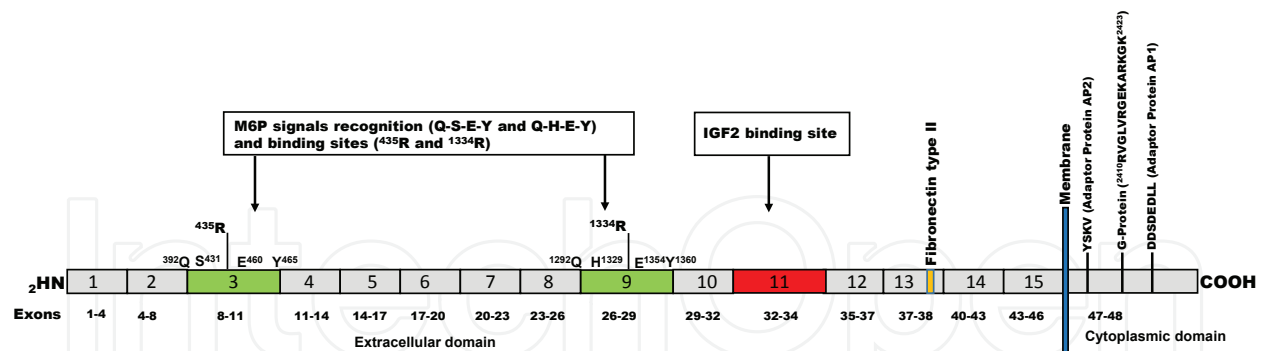 M6P signals recognition (Q-S-E-Y and Q-H-E-Y)
and binding sites (⁴³⁵R and ¹³³⁴R)
IGF2 binding site
Fibronectin type II
Membrane
YSKV (Adaptor Protein AP2)
G-Protein (²⁴¹⁰RVGLVRGEKARKGK²⁴²³)
DDSDEDLL (Adaptor Protein AP1)
⁴³⁵R
¹³³⁴R
³⁹²Q S⁴³¹ E⁴⁶⁰ Y⁴⁶⁵
¹²⁹²Q H¹³²⁹ E¹³⁵⁴Y¹³⁶⁰
₂HN 1 2 3 4 5 6 7 8 9 10 11 12 13 14 15 COOH
Exons 1-4 4-8 8-11 11-14 14-17 17-20 20-23 23-26 26-29 29-32 32-34 35-37 37-38 40-43 43-46 47-48
Extracellular domain
Cytoplasmic domain
IntechOpen